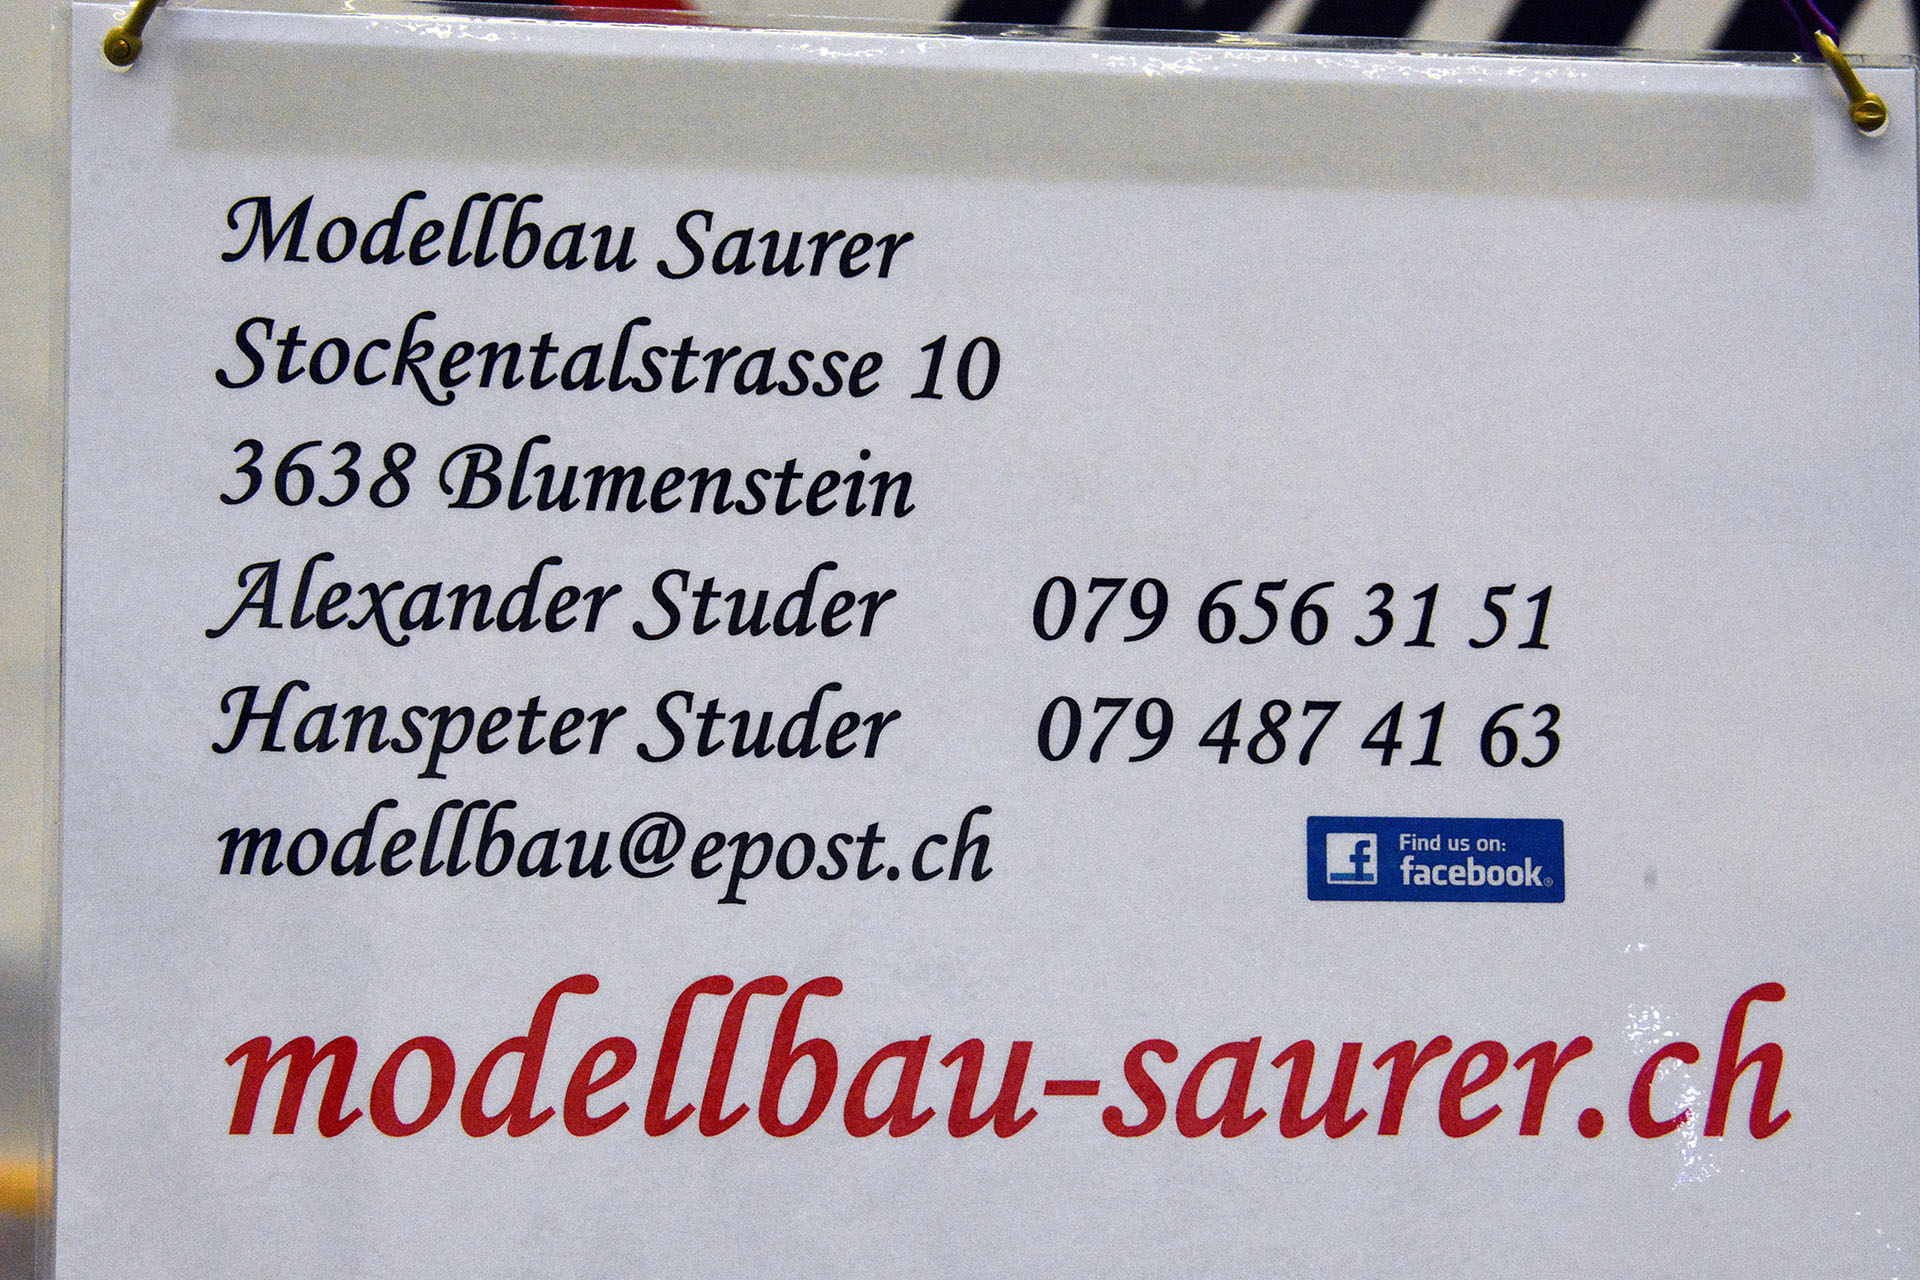 Modellbau Saurer
Stockentalstrasse 10
3638 Blumenstein
Alexander Studer 079 656 31 51
Hanspeter Studer 079 487 41 63
modellbau@epost.ch
f Find us on:
facebook®
modellbau-saurer.ch